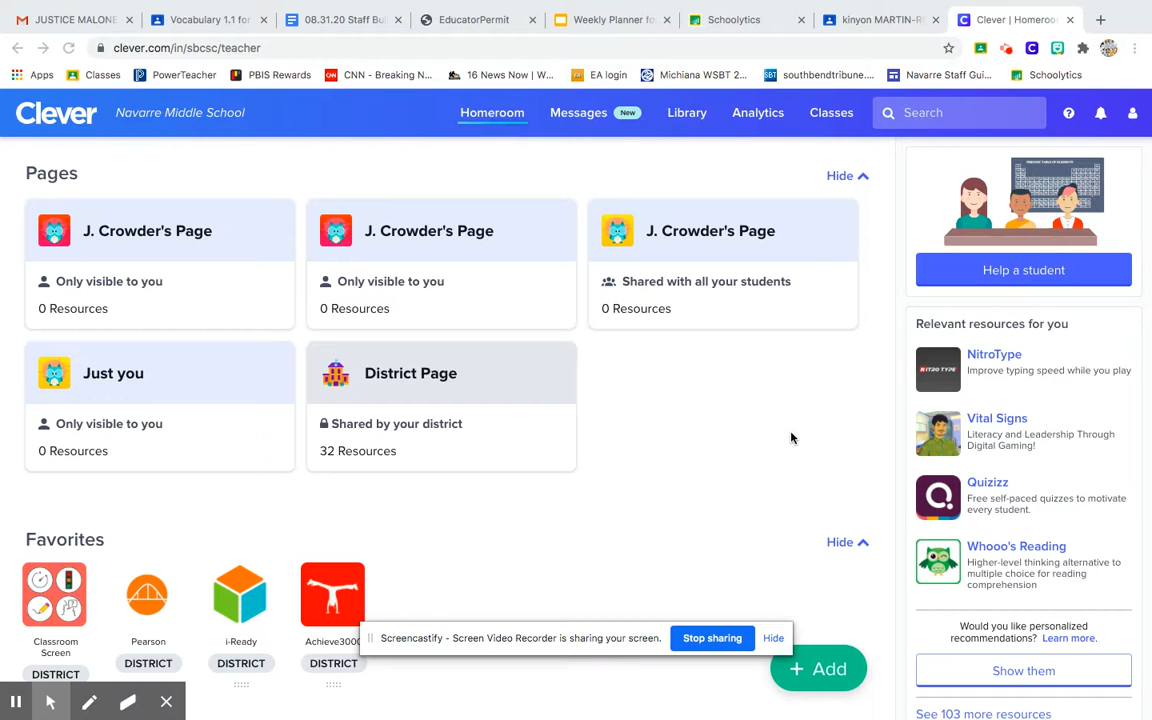 JUSTICE MALONE
Vocabulary 1.1 for
08.31.20 Staff Bul
EducatorPermit
Weekly Planner fo
Schoolytics
kinyon MARTIN-R
Clever | Homeroom
clever.com/in/sbcsc/teacher
Apps
Classes
PowerTeacher
PBIS Rewards
CNN - Breaking N...
16 News Now | W...
EA login
Michiana WSBT 2...
southbendtribune....
Navarre Staff Gui...
Schoolytics
Clever
Navarre Middle School
Homeroom
Messages
New
Library
Analytics
Classes
Search
Pages
Hide
J. Crowder's Page
Only visible to you
0 Resources
J. Crowder's Page
Only visible to you
0 Resources
J. Crowder's Page
Shared with all your students
0 Resources
Just you
Only visible to you
0 Resources
District Page
Shared by your district
32 Resources
Favorites
Hide
Classroom
Screen
DISTRICT
Pearson
DISTRICT
i-Ready
DISTRICT
Achieve3000
DISTRICT
Screencastify - Screen Video Recorder is sharing your screen.
Stop sharing
Hide
+ Add
Help a student
Relevant resources for you
NITRO TYPE
NitroType
Improve typing speed while you play
Vital Signs
Literacy and Leadership Through
Digital Gaming!
Quizizz
Free self-paced quizzes to motivate
every student.
Whooo's Reading
Higher-level thinking alternative to
multiple choice for reading
comprehension
Would you like personalized
recommendations? Learn more.
Show them
See 103 more resources